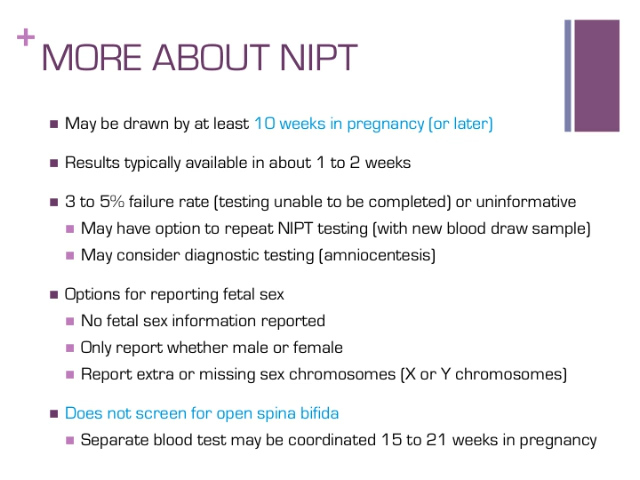 +
MORE ABOUT NIPT
May be drawn by at least 10 weeks in pregnancy (or later)
Results typically available in about 1 to 2 weeks
3 to 5% failure rate (testing unable to be completed) or uninformative
May have option to repeat NIPT testing (with new blood draw sample)
May consider diagnostic testing (amniocentesis)
Options for reporting fetal sex
No fetal sex information reported
Only report whether male or female
Report extra or missing sex chromosomes (X or Y chromosomes)
Does not screen for open spina bifida
Separate blood test may be coordinated 15 to 21 weeks in pregnancy